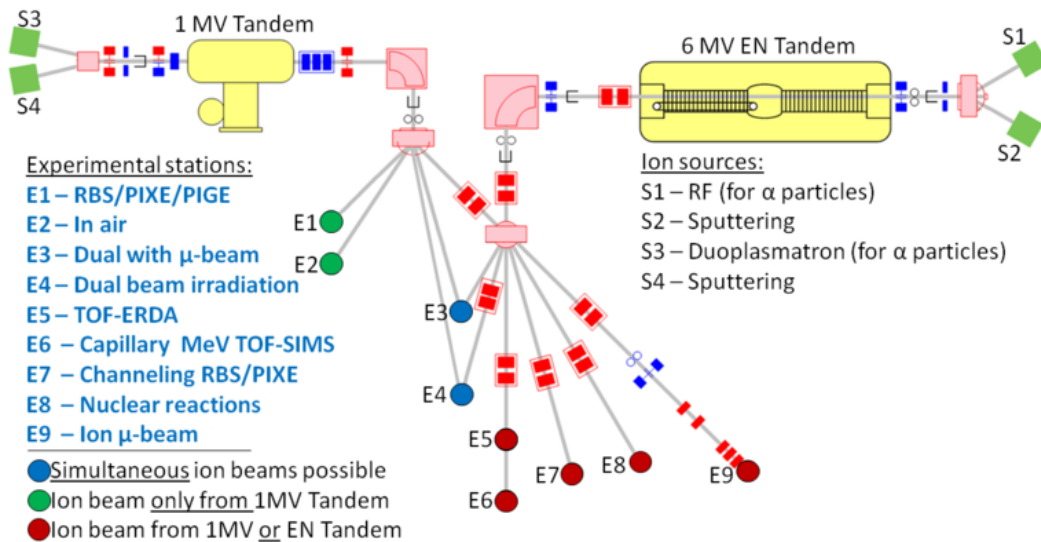 S3
1 MV Tandem
6 MV EN Tandem
S1
S4
S2
Experimental stations:
E1 – RBS/PIXE/PIGE
E2 – In air
E3 – Dual with μ-beam
E4 – Dual beam irradiation
E5 – TOF-ERDA
E6 – Capillary MeV TOF-SIMS
E7 – Channeling RBS/PIXE
E8 – Nuclear reactions
E9 – Ion μ-beam
Simultaneous ion beams possible
Ion beam only from 1MV Tandem
Ion beam from 1MV or EN Tandem
Ion sources:
S1 – RF (for α particles)
S2 – Sputtering
S3 – Duoplasmatron (for α particles)
S4 – Sputtering
E1
E2
E3
E4
E5
E6
E7
E8
E9